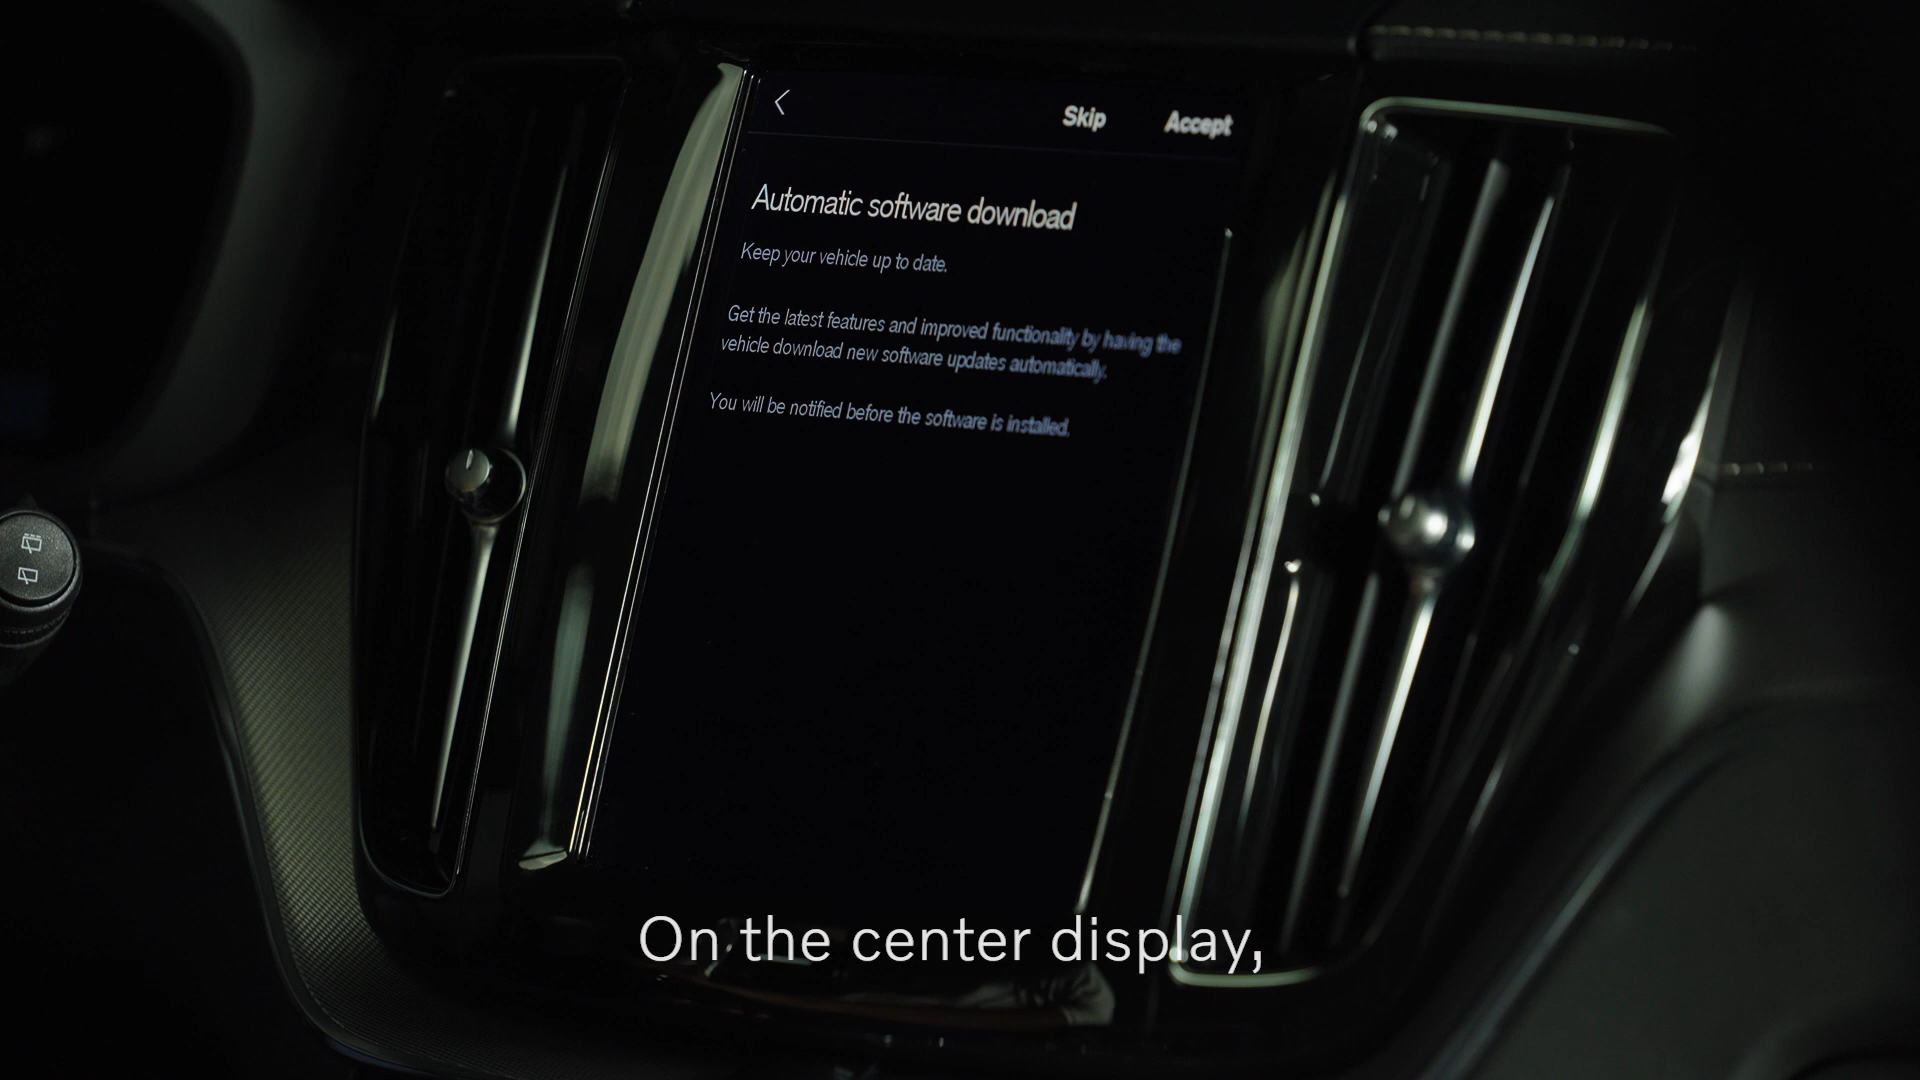 Skip Accept
Automatic software download
Keep your vehicle up to date.
Get the latest features and improved functionality by having the
vehicle download new software updates automatically.
You will be notified before the software is installed.
On the center display,